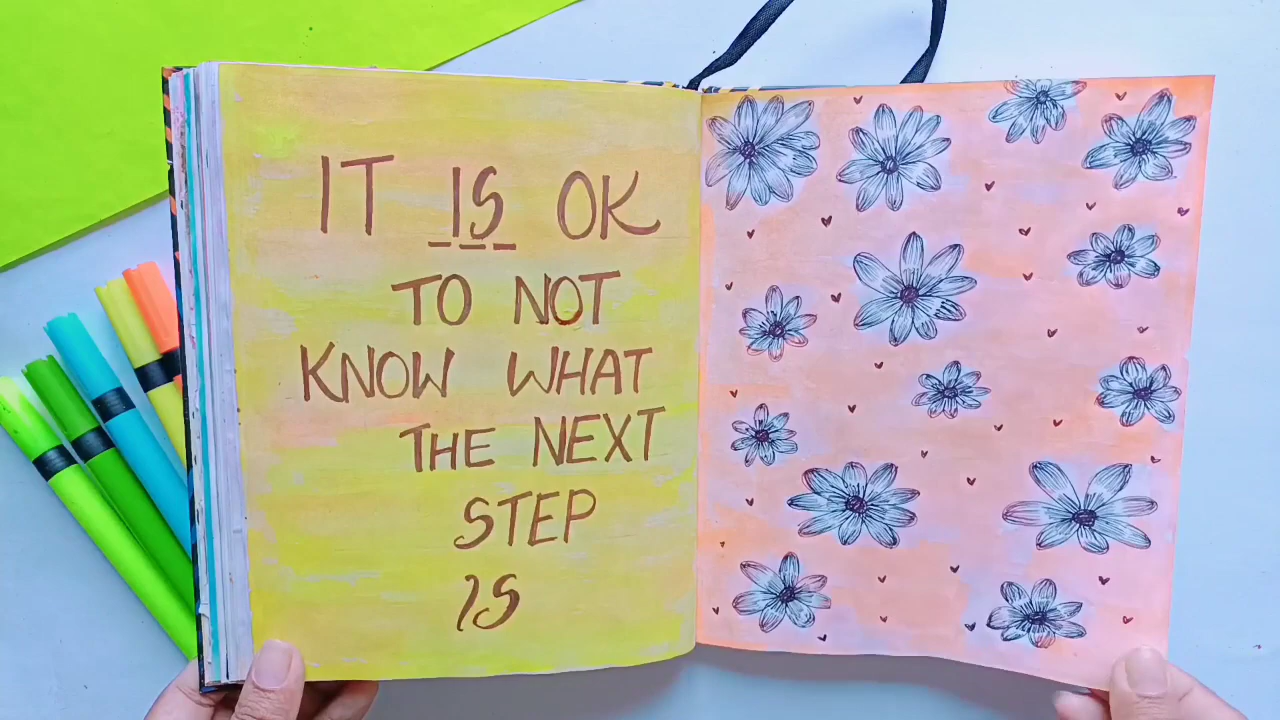 IT IS OK
TO NOT
KNOW WHAT
THE NEXT
STEP
IS